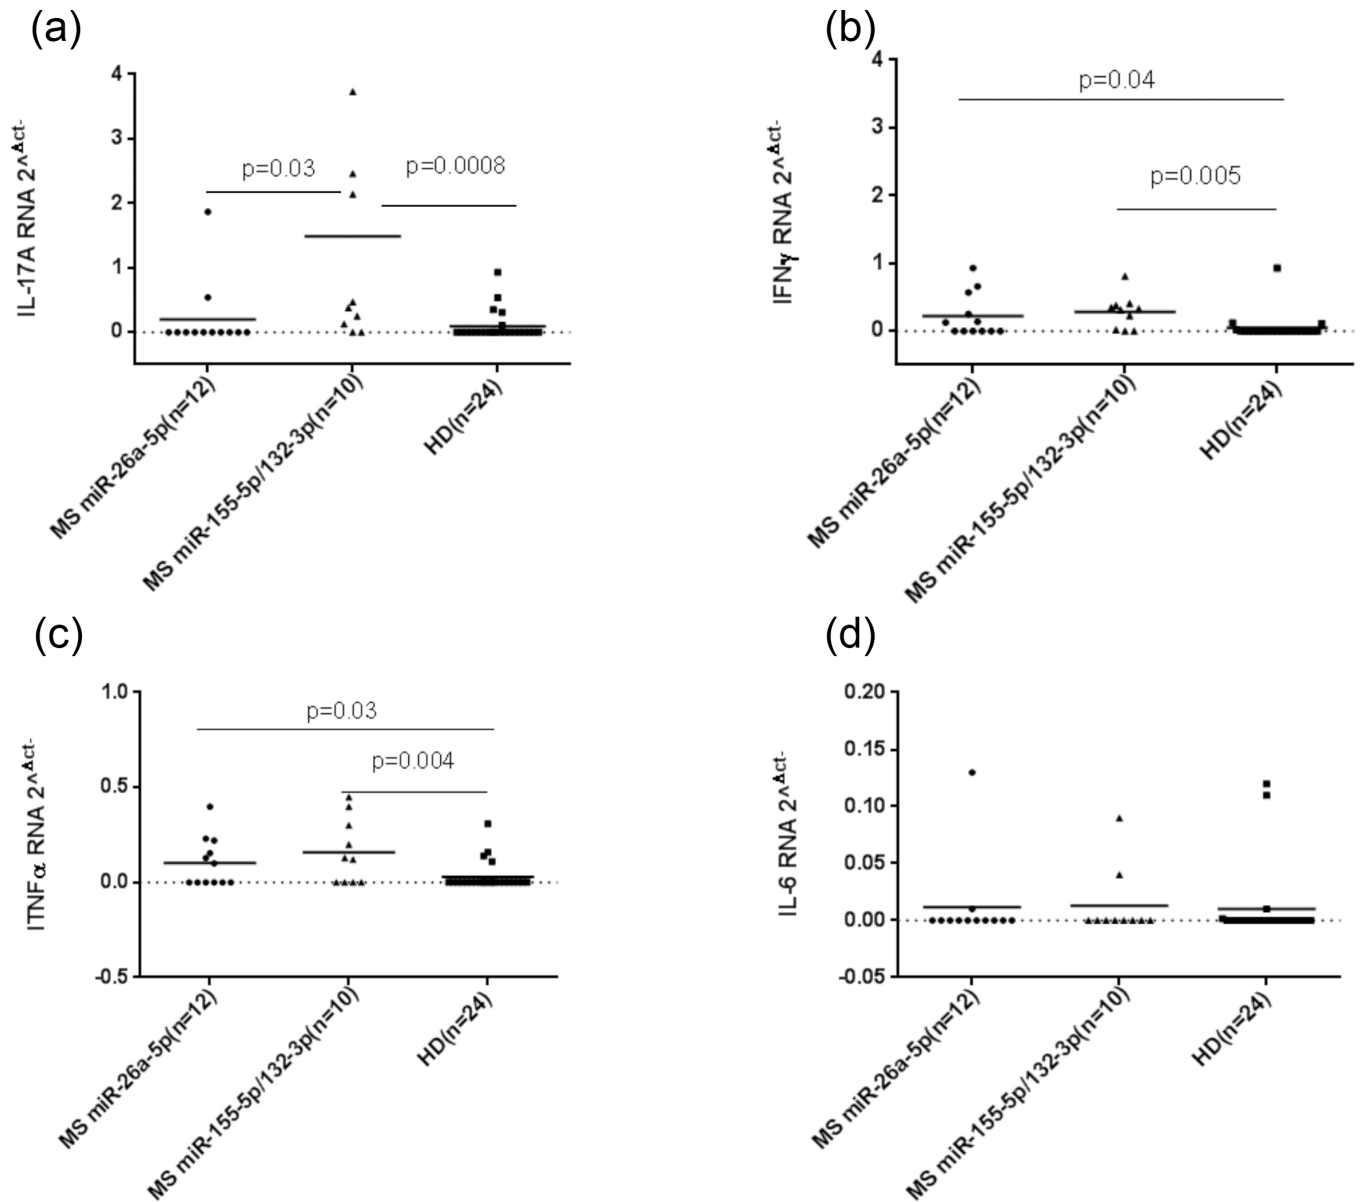 (a)
IL-17A RNA 2^Δct-
4
3
2
1
0
p=0.03
p=0.0008
MS miR-26a-5p(n=12)
MS miR-155-5p/132-3p(n=10)
HD(n=24)
(b)
IFNγ RNA 2^Δct-
4
3
2
1
0
p=0.04
p=0.005
MS miR-26a-5p(n=12)
MS miR-155-5p/132-3p(n=10)
HD(n=24)
(c)
ITNFα RNA 2^Δct-
1.0
0.5
0.0
-0.5
p=0.03
p=0.004
MS miR-26a-5p(n=12)
MS miR-155-5p/132-3p(n=10)
HD(n=24)
(d)
IL-6 RNA 2^Δct-
0.20
0.15
0.10
0.05
0.00
-0.05
MS miR-26a-5p(n=12)
MS miR-155-5p/132-3p(n=10)
HD(n=24)